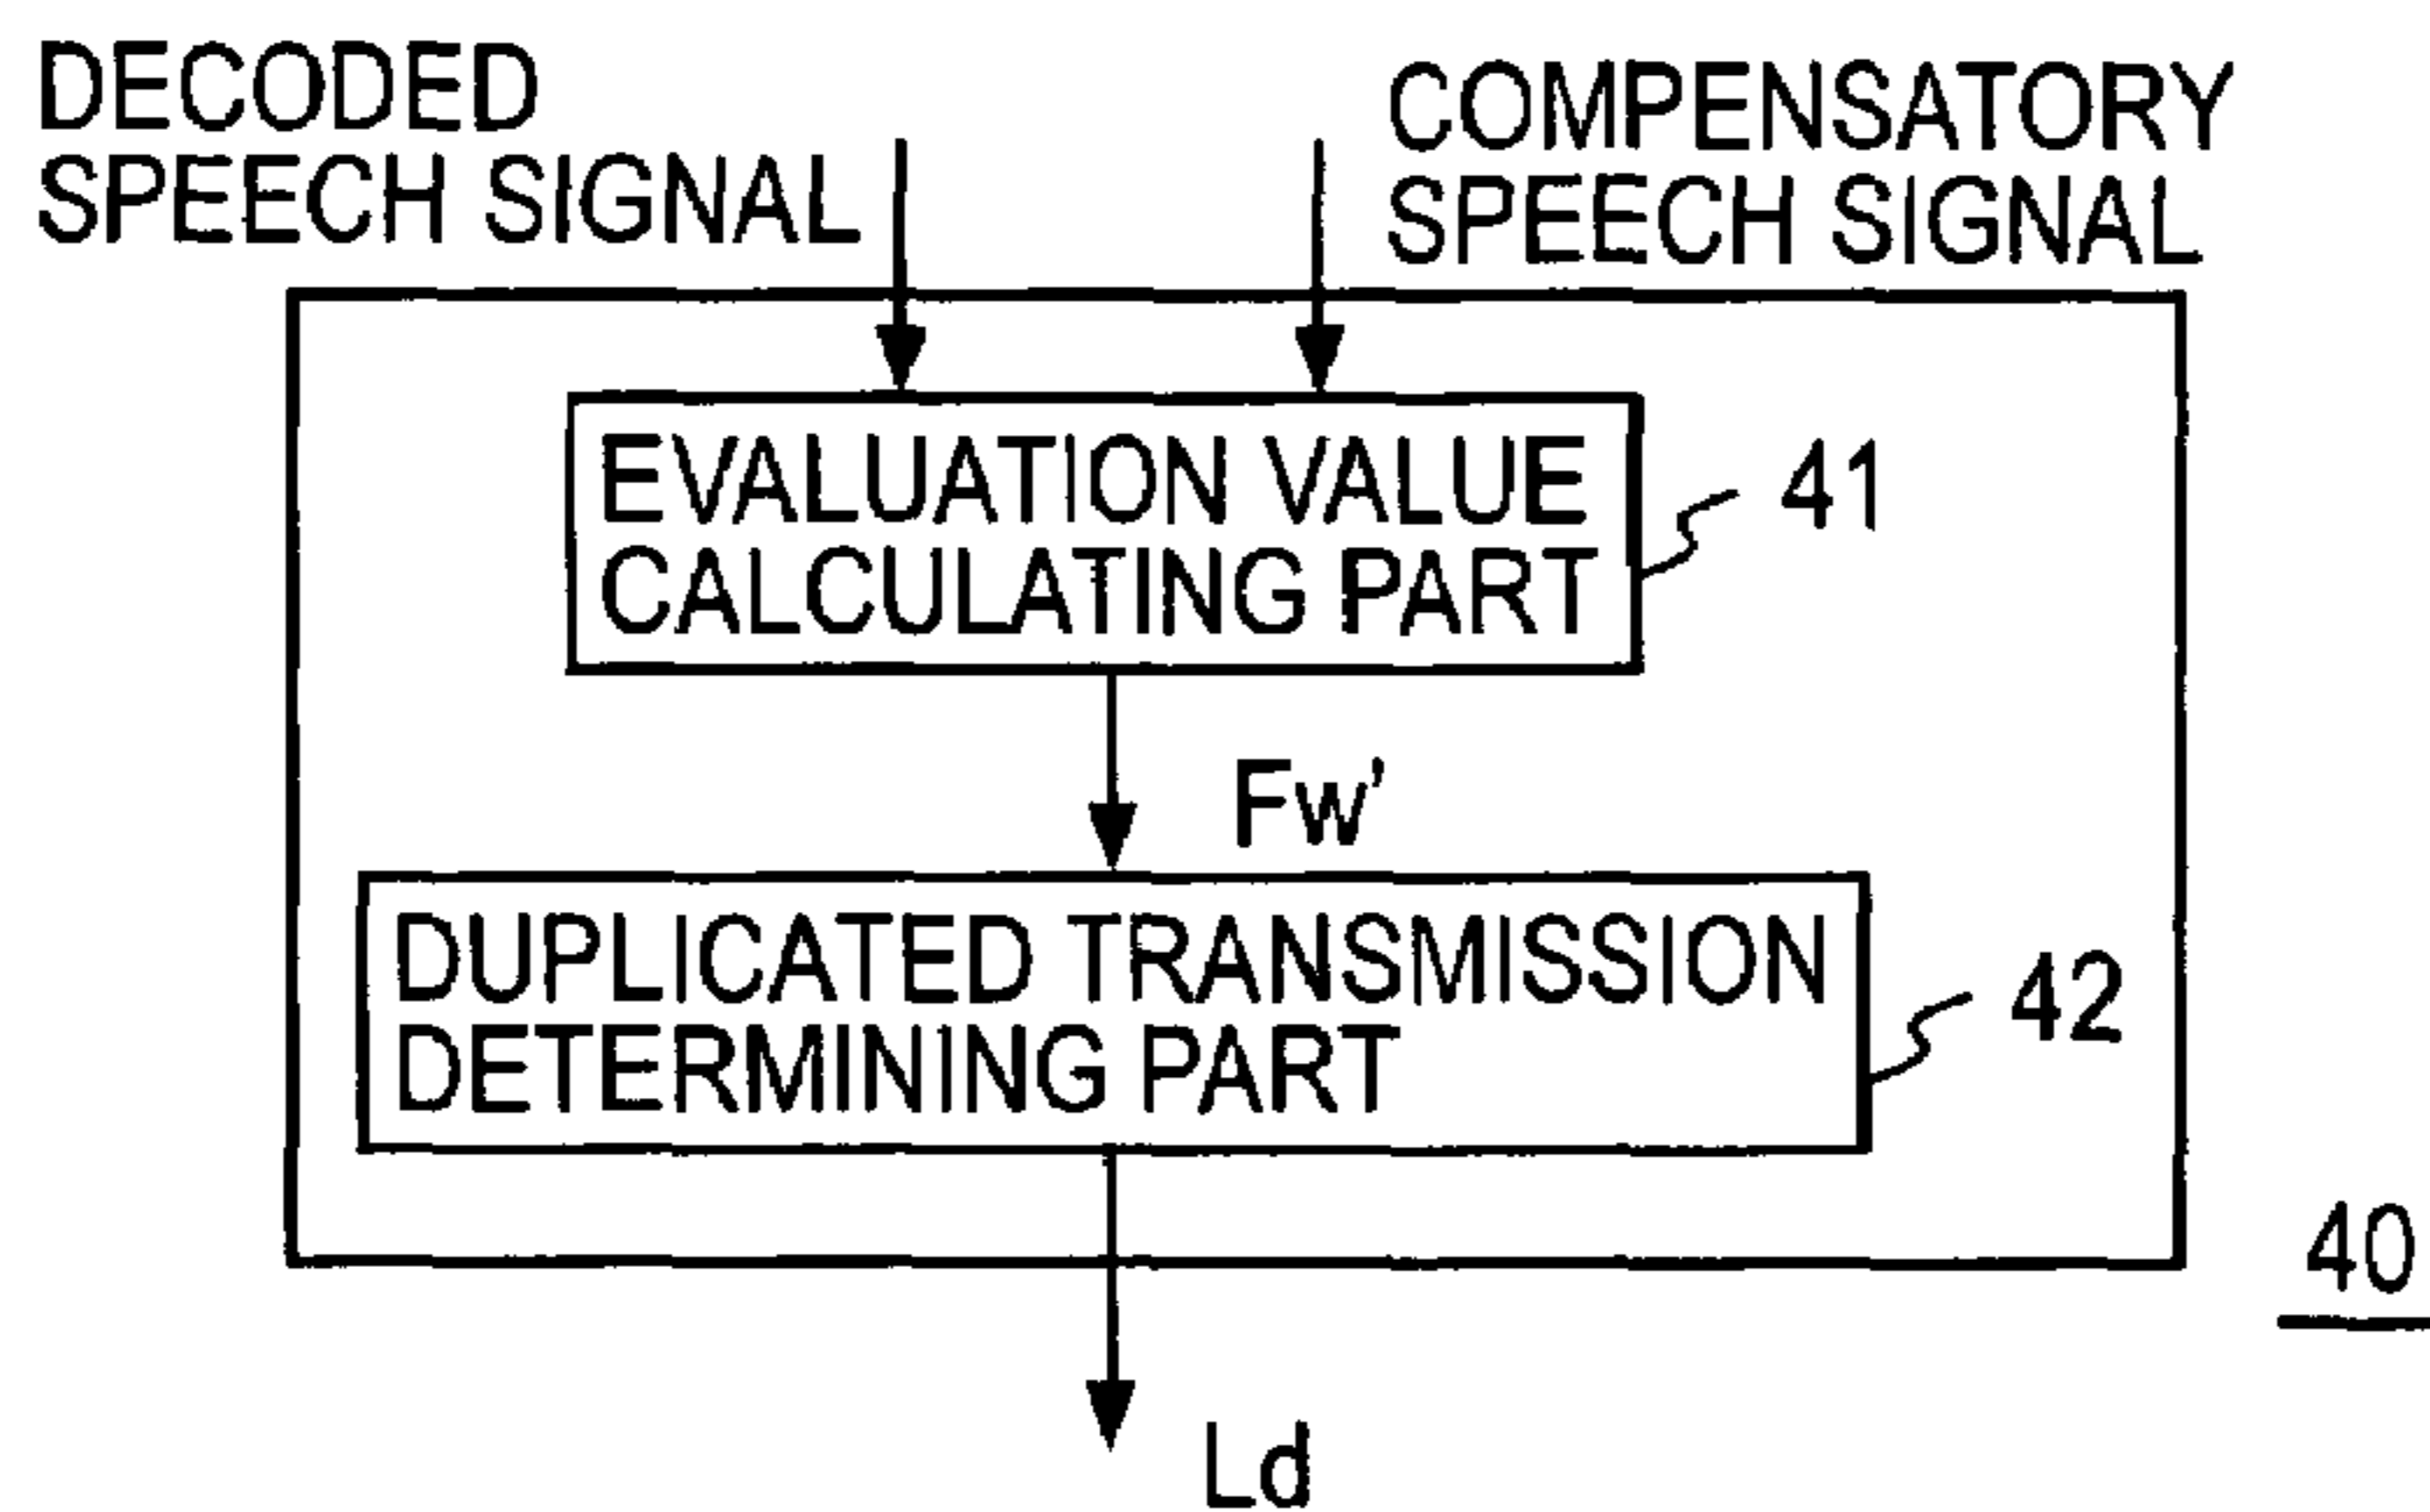 DECODED
SPEECH SIGNAL
COMPENSATORY
SPEECH SIGNAL
EVALUATION VALUE
CALCULATING PART
41
Fw'
DUPLICATED TRANSMISSION
DETERMINING PART
42
40
Ld